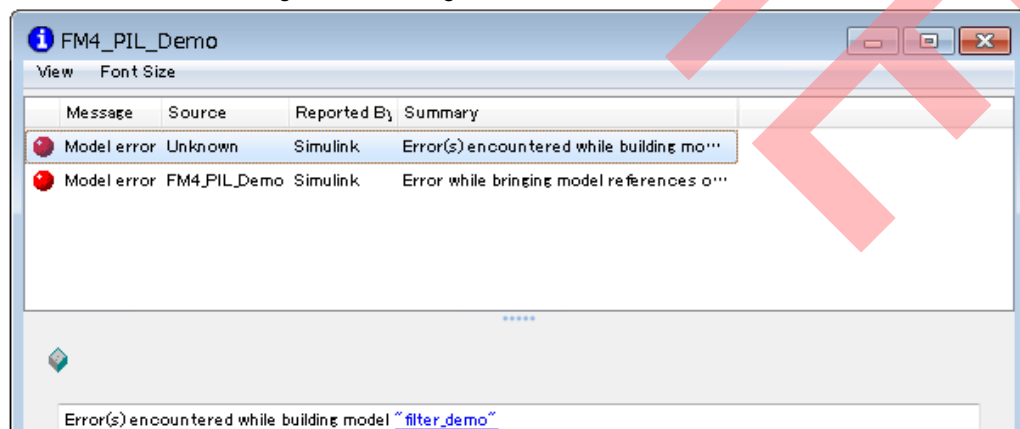 FM4_PIL_Demo
View Font Size
Message Source Reported By Summary
Model error Unknown Simulink Error(s) encountered while building mo…
Model error FM4_PIL_Demo Simulink Error while bringing model references o…
Error(s) encountered while building model "filter_demo"